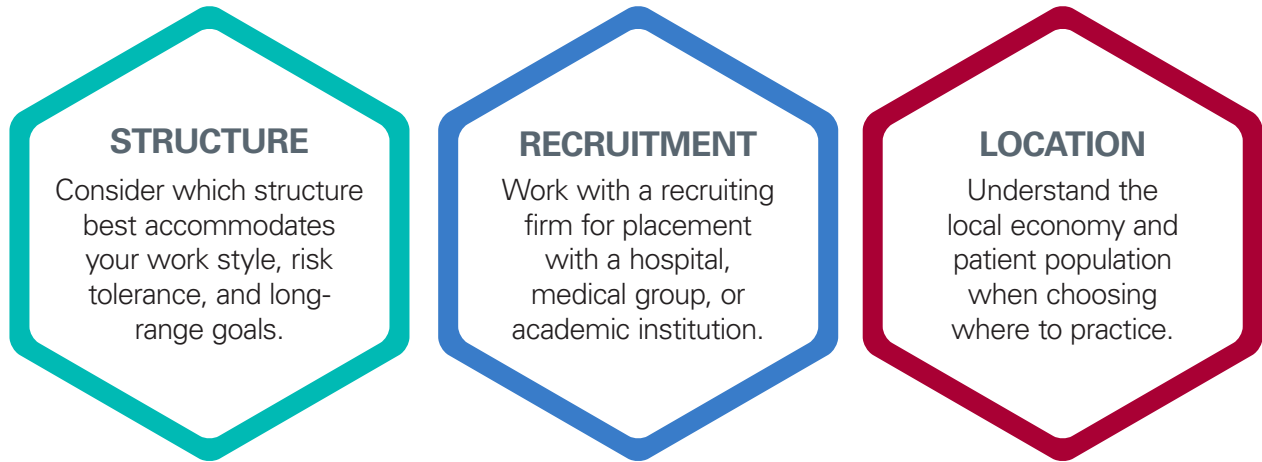 STRUCTURE
Consider which structure
best accommodates
your work style, risk
tolerance, and long-
range goals.
RECRUITMENT
Work with a recruiting
firm for placement
with a hospital,
medical group, or
academic institution.
LOCATION
Understand the
local economy and
patient population
when choosing
where to practice.